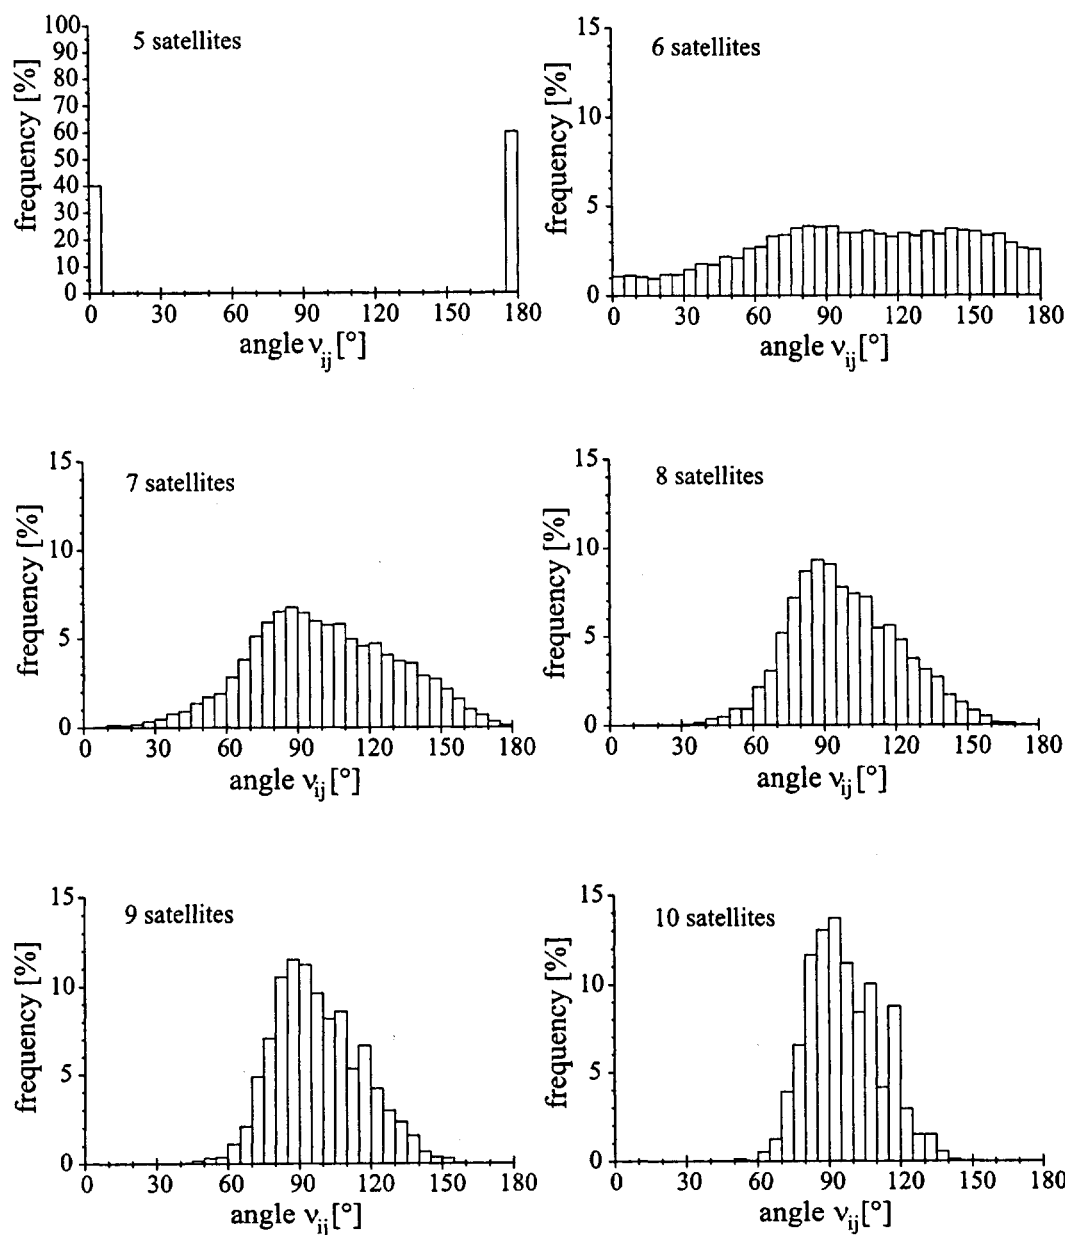 5 satellites
frequency [%]
100
90
80
70
60
50
40
30
20
10
0
0 30 60 90 120 150 180
angle νij [°]
6 satellites
frequency [%]
15
10
5
0
0 30 60 90 120 150 180
angle νij [°]
7 satellites
frequency [%]
15
10
5
0
0 30 60 90 120 150 180
angle νij [°]
8 satellites
frequency [%]
15
10
5
0
0 30 60 90 120 150 180
angle νij [°]
9 satellites
frequency [%]
15
10
5
0
0 30 60 90 120 150 180
angle νij [°]
10 satellites
frequency [%]
15
10
5
0
0 30 60 90 120 150 180
angle νij [°]